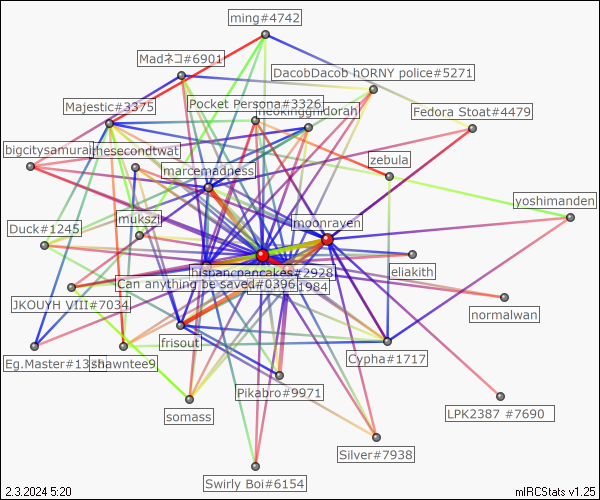 ming#4742
Madネコ#6901
DacobDacob hORNY police#5271
Majestic#3375
Pocket Persona#3326
Fedora Stoat#4479
bigcitysamurai
thesecondtwat
zebula
marcemadness
yoshimanden
mukszi
moonraven
Duck#1245
hispancpancakes#2928
eliakith
Can anything be saved#0396
1984
JKOUYH VIII#7034
normalwan
frisout
Eg.Master#13
shawntee9
Cypha#1717
Pikabro#9971
somass
LPK2387 #7690
Silver#7938
Swirly Boi#6154
2.3.2024 5:20
mIRCStats v1.25